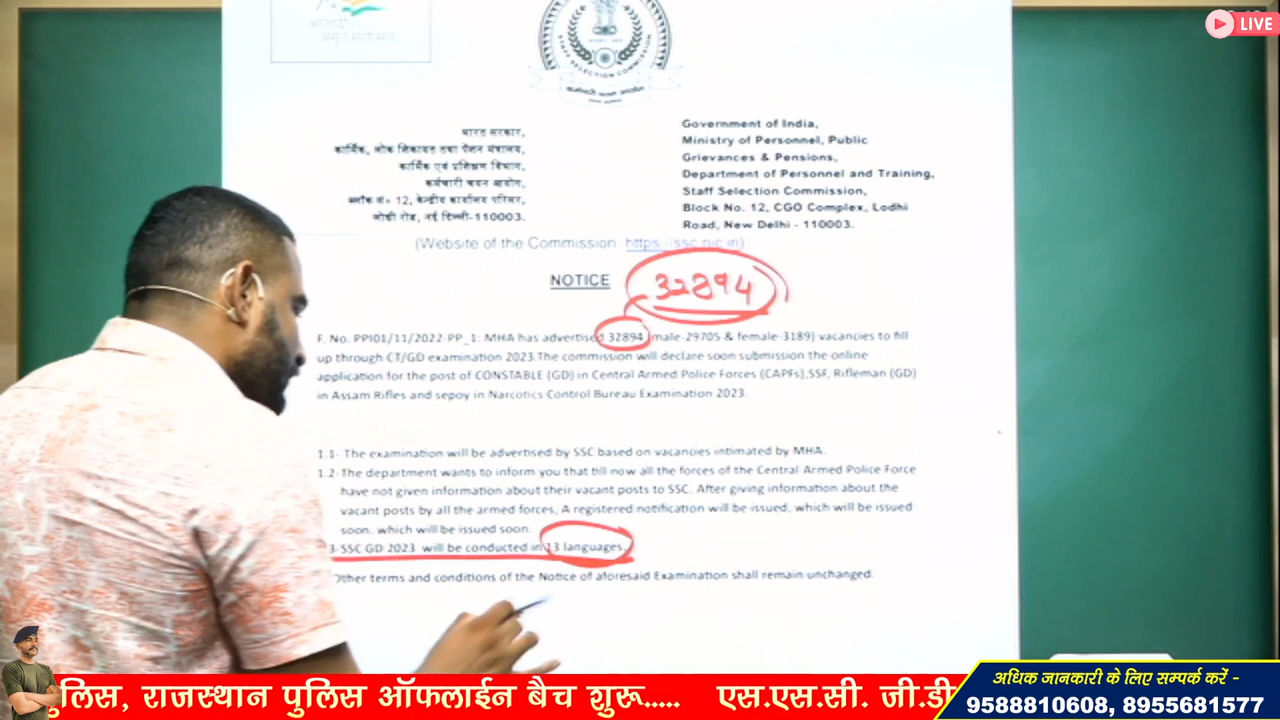 LIVE
आज़ादी
अमृत महोत्सव
STAFF SELECTION COMMISSION
भारत सरकार,
कार्मिक, लोक शिकायत तथा पेंशन मंत्रालय,
कार्मिक एवं प्रशिक्षण विभाग,
कर्मचारी चयन आयोग,
ब्लॉक सं० 12, केन्द्रीय कार्यालय परिसर,
लोधी रोड, नई दिल्ली-110003.
Government of India,
Ministry of Personnel, Public
Grievances & Pensions,
Department of Personnel and Training,
Staff Selection Commission,
Block No. 12, CGO Complex, Lodhi
Road, New Delhi - 110003.
(Website of the Commission: https://ssc.nic.in)
NOTICE
32894
F. No. PPI01/11/2022-PP_1: MHA has advertised 32894 (male-29705 & female-3189) vacancies to fill
up through CT/GD examination 2023.The commission will declare soon submission the online
application for the post of CONSTABLE (GD) in Central Armed Police Forces (CAPFs),SSF, Rifleman (GD)
in Assam Rifles and sepoy in Narcotics Control Bureau Examination 2023.
1.1- The examination will be advertised by SSC based on vacancies intimated by MHA.
1.2-The department wants to inform you that till now all the forces of the Central Armed Police Force
have not given information about their vacant posts to SSC. After giving information about the
vacant posts by all the armed forces, A registered notification will be issued, which will be issued
soon. which will be issued soon.
3-SSC GD 2023 will be conducted in 13 languages.
Other terms and conditions of the Notice of aforesaid Examination shall remain unchanged.
पुलिस, राजस्थान पुलिस ऑफलाईन बैच शुरू..... एस.एस.सी. जी.डी
अधिक जानकारी के लिए सम्पर्क करें -
9588810608, 8955681577